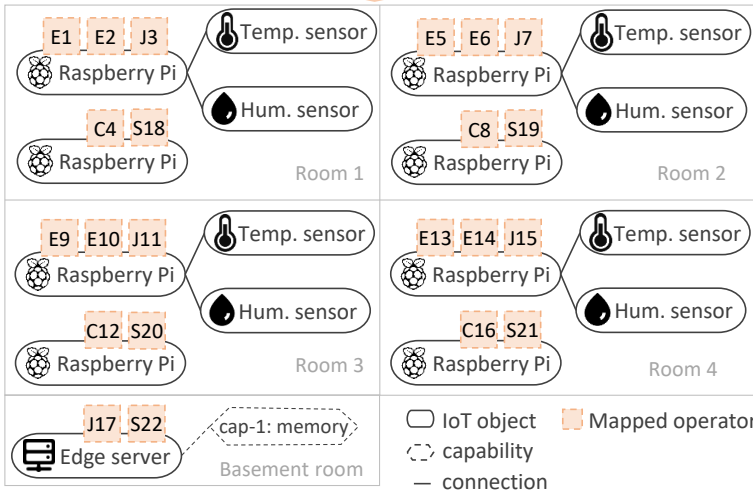 E1 E2 J3
Raspberry Pi
Temp. sensor
Hum. sensor
C4 S18
Raspberry Pi
Room 1
E5 E6 J7
Raspberry Pi
Temp. sensor
Hum. sensor
C8 S19
Raspberry Pi
Room 2
E9 E10 J11
Raspberry Pi
Temp. sensor
Hum. sensor
C12 S20
Raspberry Pi
Room 3
E13 E14 J15
Raspberry Pi
Temp. sensor
Hum. sensor
C16 S21
Raspberry Pi
Room 4
J17 S22
Edge server
cap-1: memory
Basement room
IoT object
Mapped operator
capability
connection